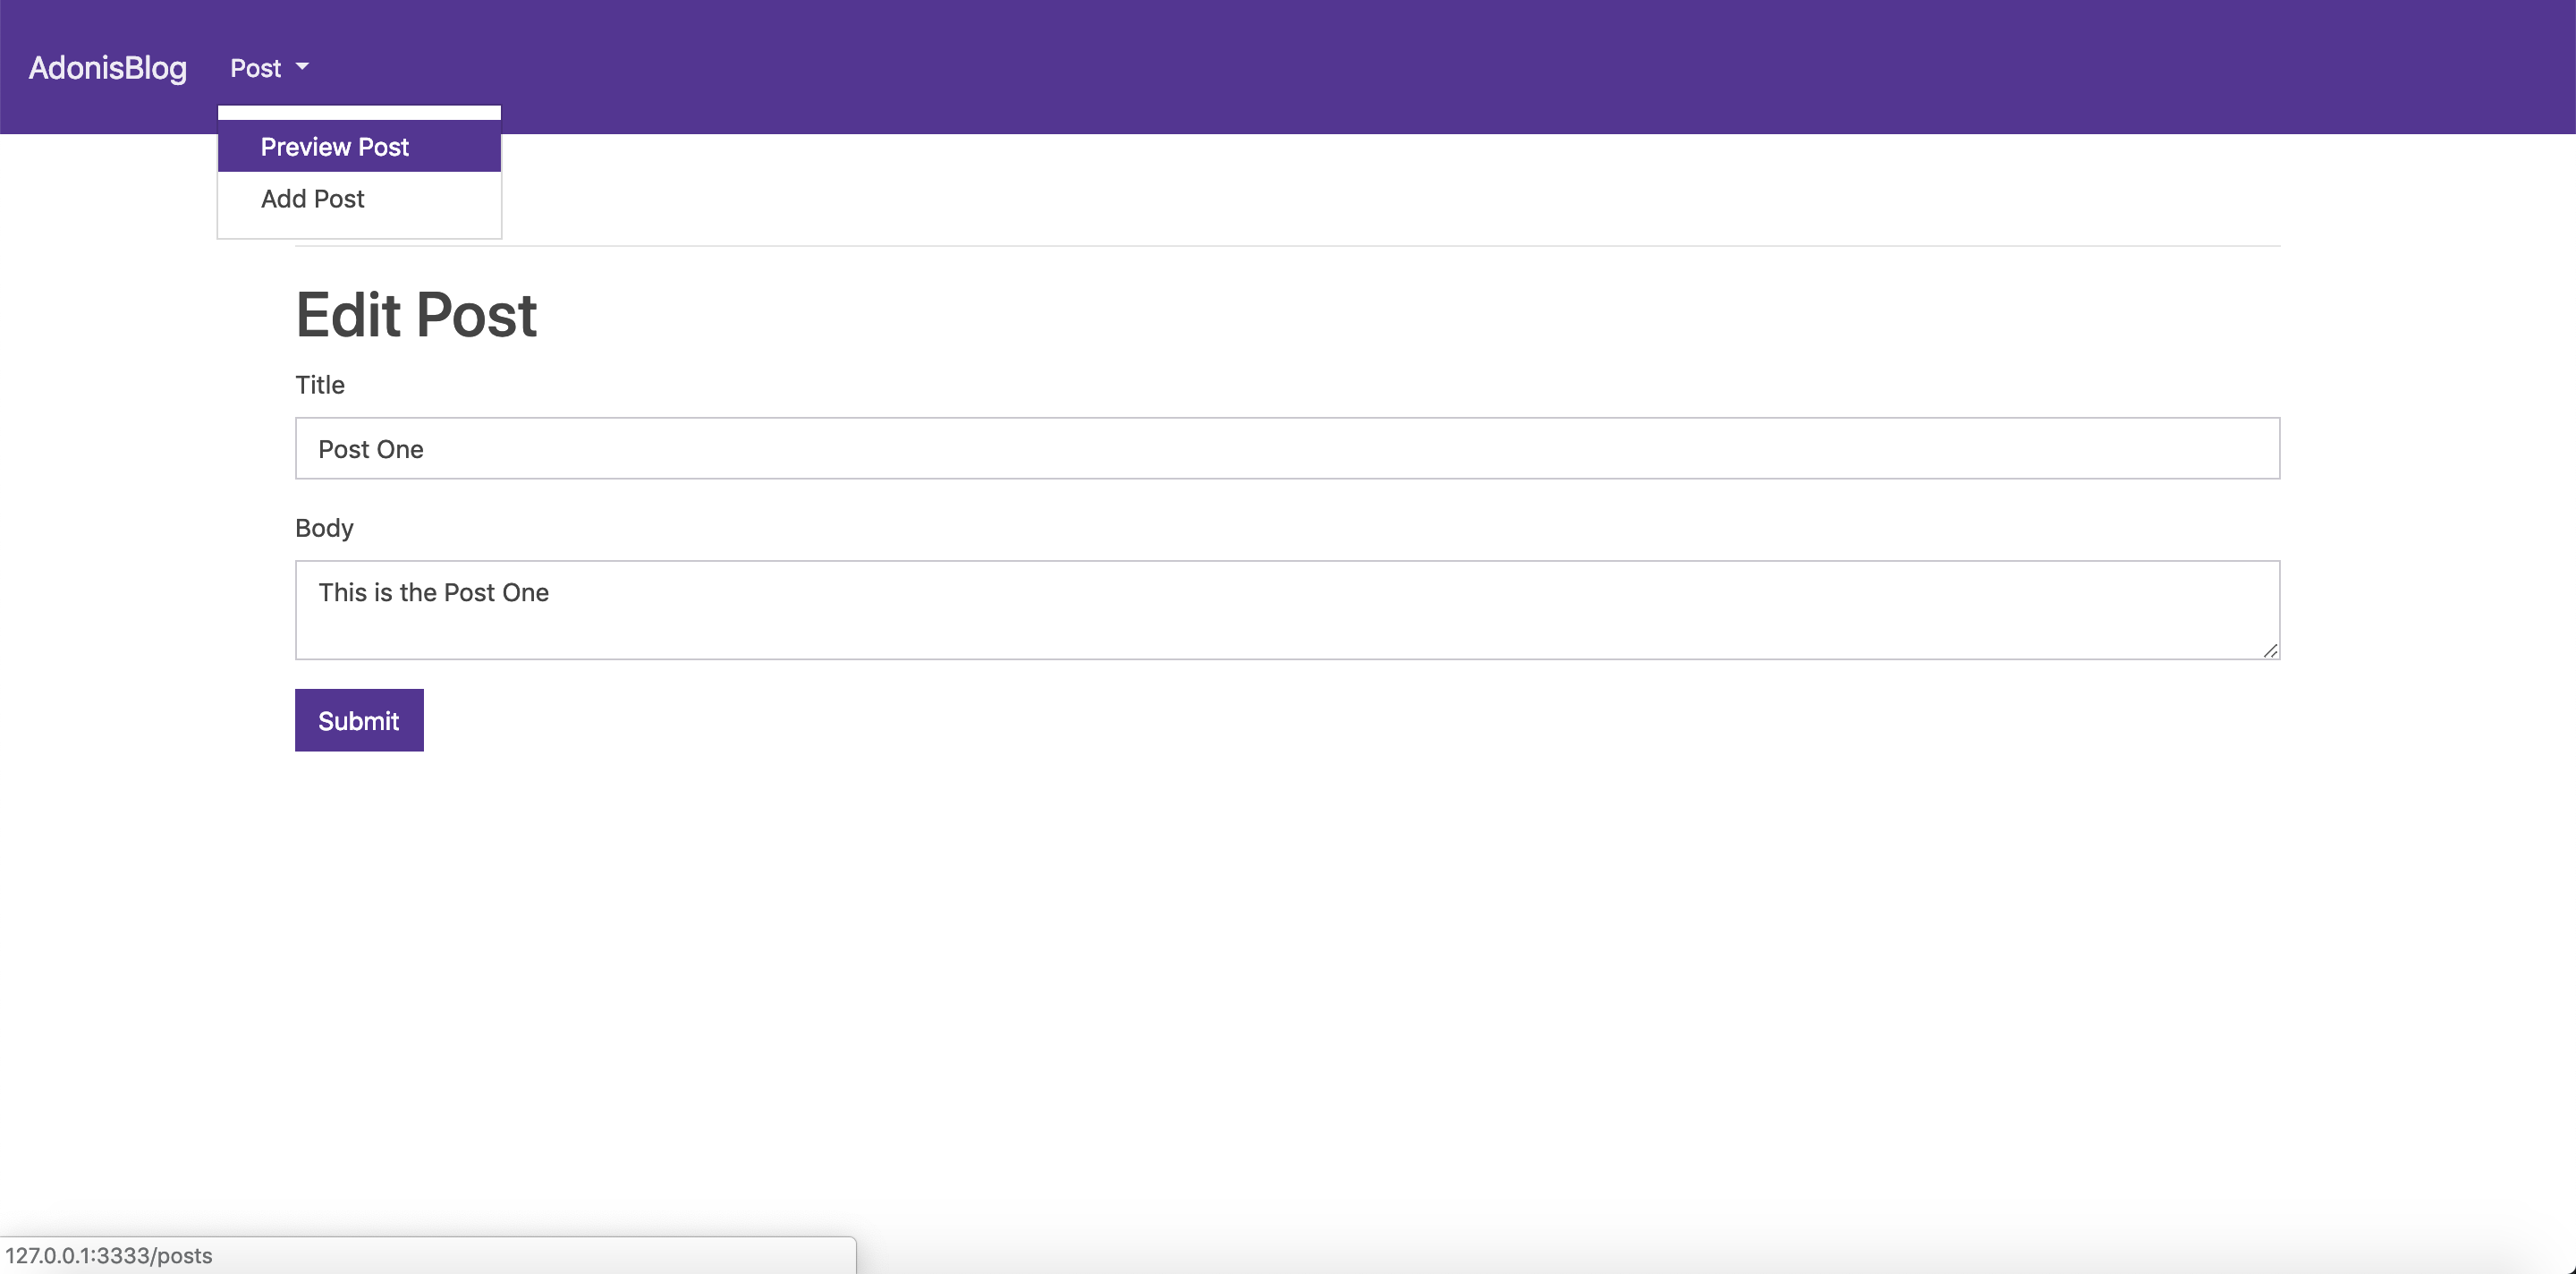 AdonisBlog Post
Preview Post
Add Post
Edit Post
Title
Post One
Body
This is the Post One
Submit
127.0.0.1:3333/posts